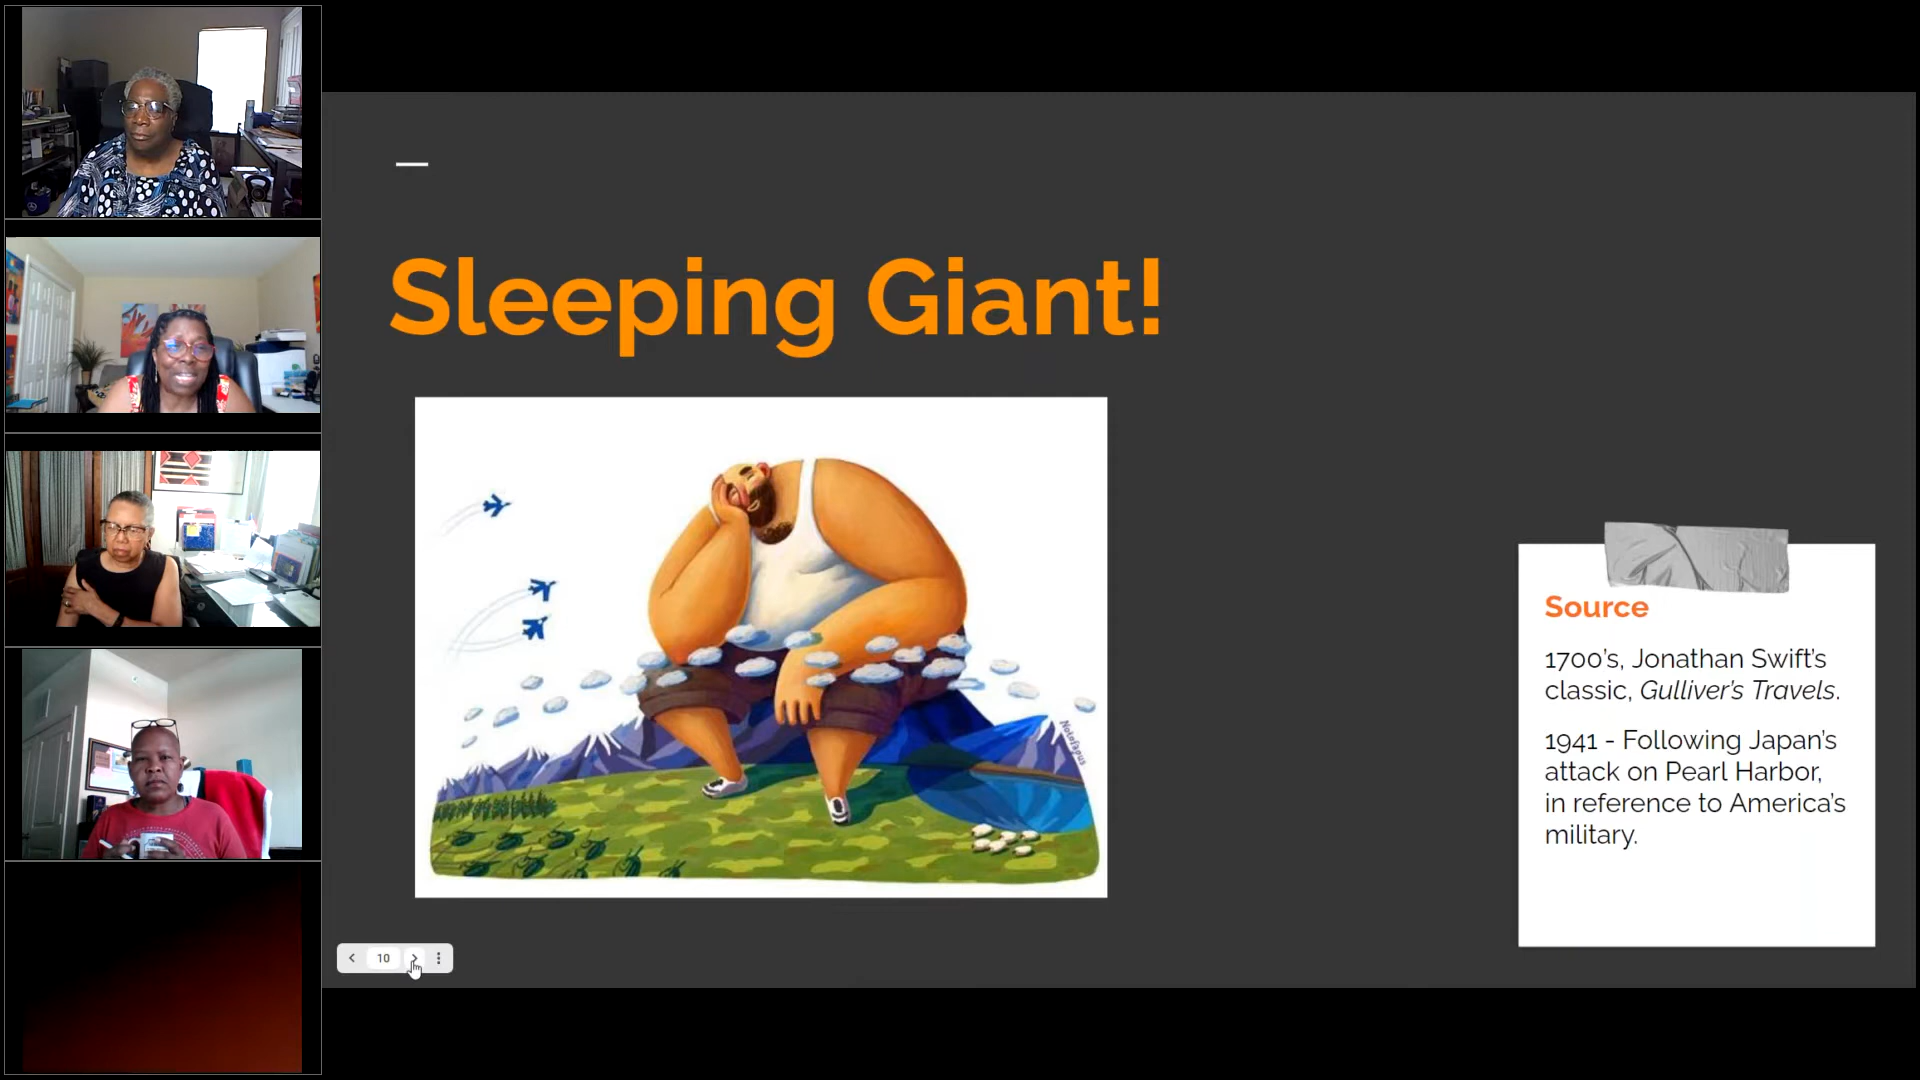 Sleeping Giant!
Source
1700's, Jonathan Swift's
classic, Gulliver's Travels.
1941 - Following Japan's
attack on Pearl Harbor,
in reference to America's
military.
10